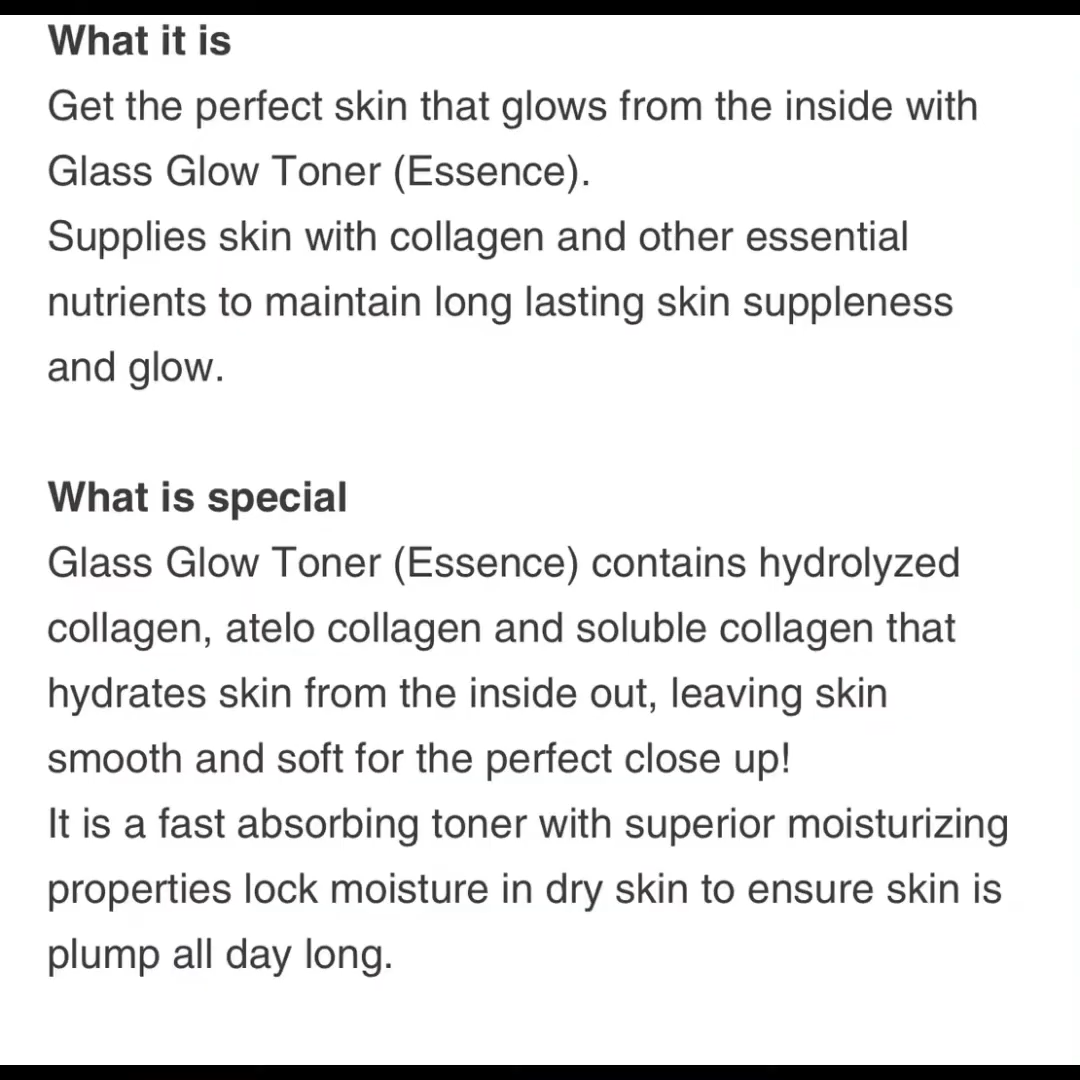 What it is
Get the perfect skin that glows from the inside with
Glass Glow Toner (Essence).
Supplies skin with collagen and other essential
nutrients to maintain long lasting skin suppleness
and glow.
What is special
Glass Glow Toner (Essence) contains hydrolyzed
collagen, atelo collagen and soluble collagen that
hydrates skin from the inside out, leaving skin
smooth and soft for the perfect close up!
It is a fast absorbing toner with superior moisturizing
properties lock moisture in dry skin to ensure skin is
plump all day long.